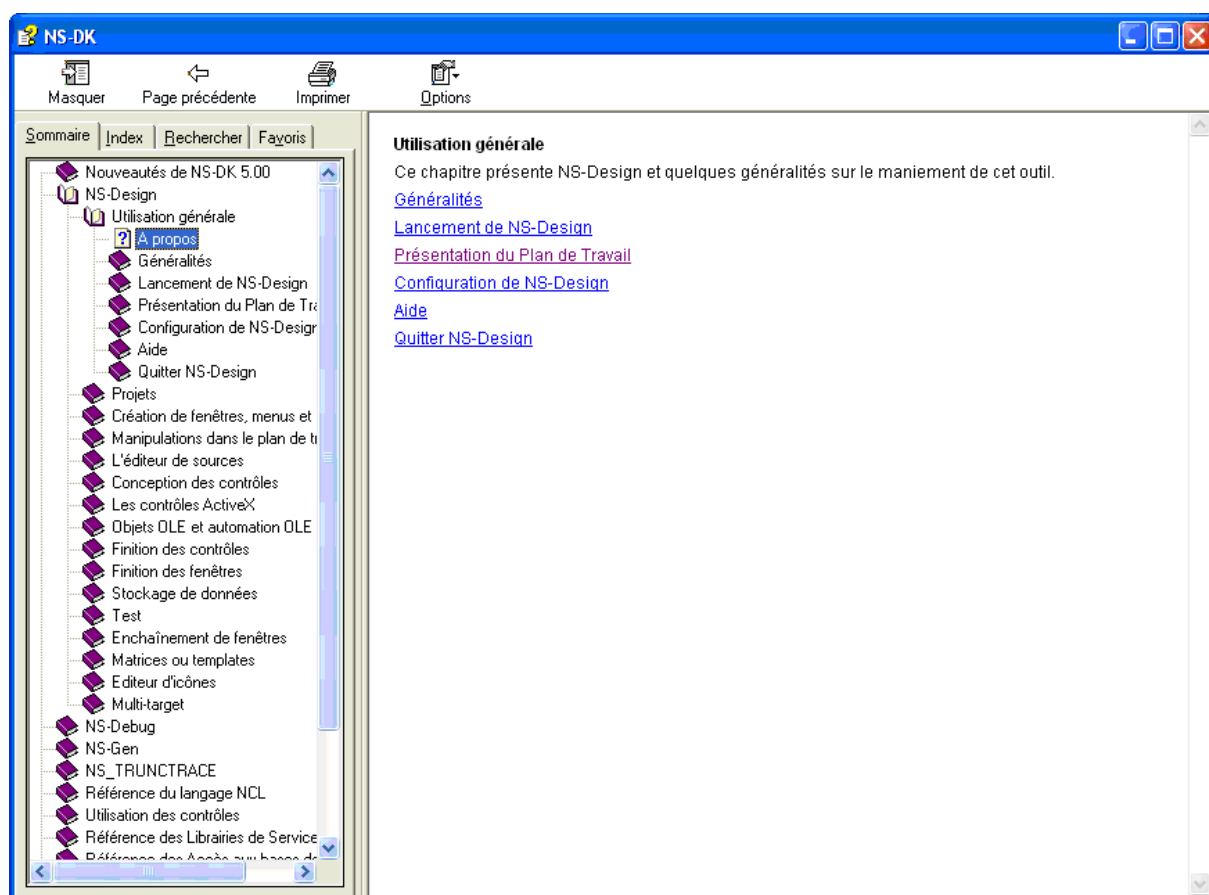 NS-DK
Masquer Page précédente Imprimer Options
Sommaire Index Rechercher Favoris
Nouveautés de NS-DK 5.00
NS-Design
Utilisation générale
A propos
Généralités
Lancement de NS-Design
Présentation du Plan de Tra
Configuration de NS-Design
Aide
Quitter NS-Design
Projets
Création de fenêtres, menus et
Manipulations dans le plan de tr
L'éditeur de sources
Conception des contrôles
Les contrôles ActiveX
Objets OLE et automation OLE
Finition des contrôles
Finition des fenêtres
Stockage de données
Test
Enchaînement de fenêtres
Matrices ou templates
Editeur d'icônes
Multi-target
NS-Debug
NS-Gen
NS_TRUNCTRACE
Référence du langage NCL
Utilisation des contrôles
Référence des Librairies de Service
Référence des Accès aux bases de
Utilisation générale
Ce chapitre présente NS-Design et quelques généralités sur le maniement de cet outil.
Généralités
Lancement de NS-Design
Présentation du Plan de Travail
Configuration de NS-Design
Aide
Quitter NS-Design